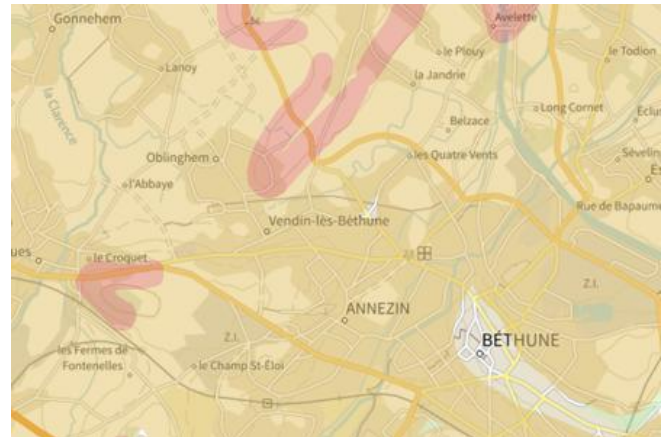 Gonnehem
Avelette
le Plouy
le Todion
Lanoy
la Jandrie
la Clarence
Long Cornet
Belzace
Oblinghem
les Quatre Vents
l'Abbaye
Rue de Bapaume
Vendin-lès-Béthune
ues
le Croquet
Z.I.
ANNEZIN
Z.I.
BÉTHUNE
les Fermes de
Fontenelles
le Champ St-Éloi